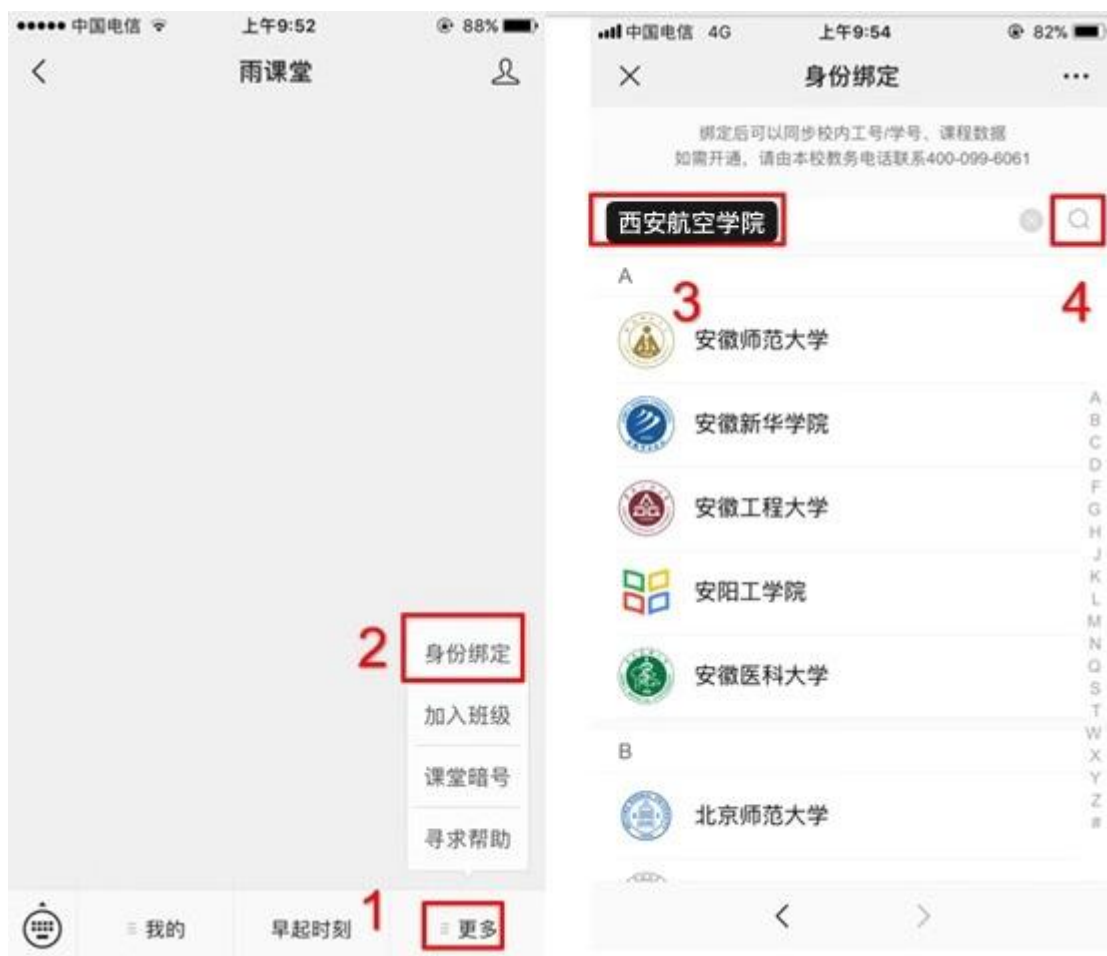 中国电信 上午9:52 88%
雨课堂
2 身份绑定
加入班级
课堂暗号
寻求帮助
1
我的 早起时刻 更多
中国电信 4G 上午9:54 82%
身份绑定
绑定后可以同步校内工号/学号、课程数据
如需开通，请由本校教务电话联系400-099-6061
西安航空学院
3
4
A
安徽师范大学
安徽新华学院
安徽工程大学
安阳工学院
安徽医科大学
B
北京师范大学
A
B
C
D
F
G
H
J
K
L
M
N
Q
S
T
W
X
Y
Z
#